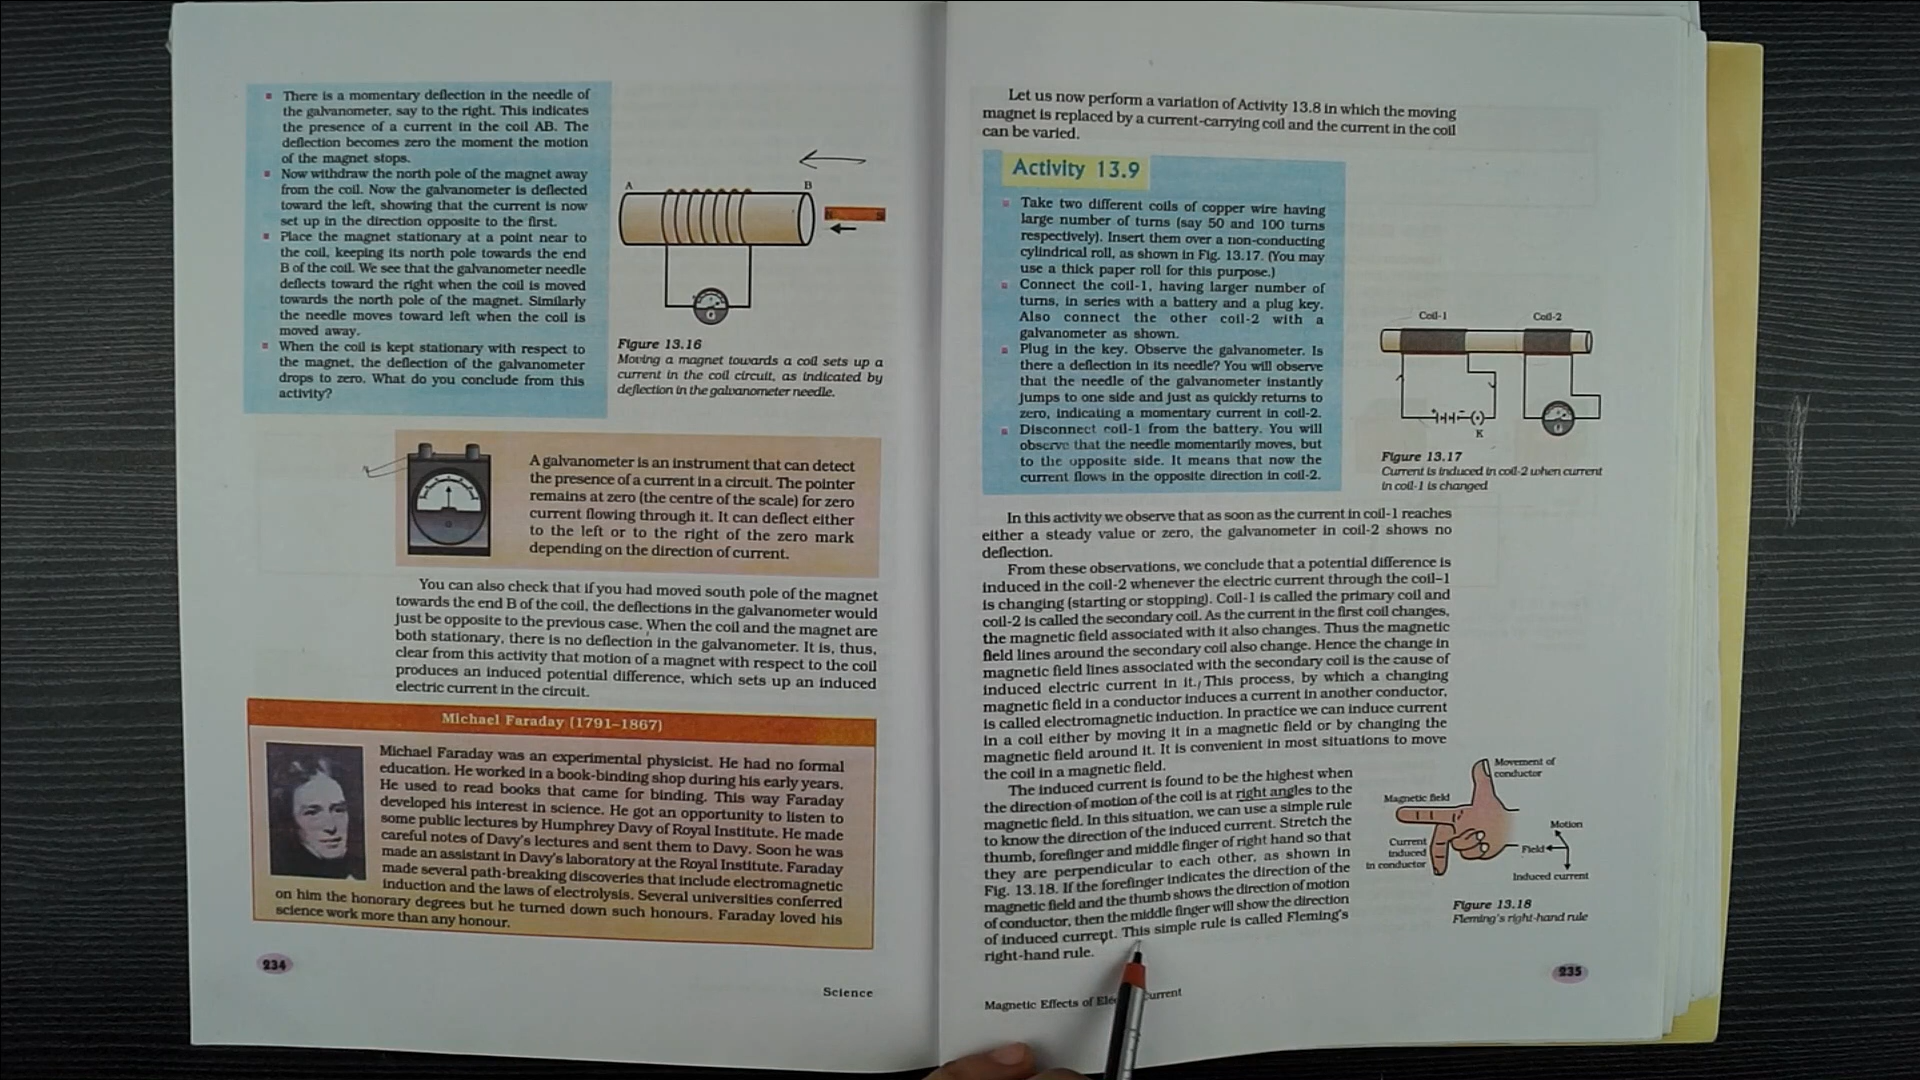 There is a momentary deflection in the needle of
the galvanometer, say to the right. This indicates
the presence of a current in the coil AB. The
deflection becomes zero the moment the motion
of the magnet stops.
Now withdraw the north pole of the magnet away
from the coil. Now the galvanometer is deflected
toward the left, showing that the current is now
set up in the direction opposite to the first.
Place the magnet stationary at a point near to
the coil, keeping its north pole towards the end
B of the coil. We see that the galvanometer needle
deflects toward the right when the coil is moved
towards the north pole of the magnet. Similarly
the needle moves toward left when the coil is
moved away.
When the coil is kept stationary with respect to
the magnet, the deflection of the galvanometer
drops to zero. What do you conclude from this
activity?
A
B
N
S
G
Figure 13.16
Moving a magnet towards a coil sets up a
current in the coil circuit, as indicated by
deflection in the galvanometer needle.
A galvanometer is an instrument that can detect
the presence of a current in a circuit. The pointer
remains at zero (the centre of the scale) for zero
current flowing through it. It can deflect either
to the left or to the right of the zero mark
depending on the direction of current.
You can also check that if you had moved south pole of the magnet
towards the end B of the coil, the deflections in the galvanometer would
just be opposite to the previous case. When the coil and the magnet are
both stationary, there is no deflection in the galvanometer. It is, thus,
clear from this activity that motion of a magnet with respect to the coil
produces an induced potential difference, which sets up an induced
electric current in the circuit.
Michael Faraday (1791–1867)
Michael Faraday was an experimental physicist. He had no formal
education. He worked in a book-binding shop during his early years.
He used to read books that came for binding. This way Faraday
developed his interest in science. He got an opportunity to listen to
some public lectures by Humphrey Davy of Royal Institute. He made
careful notes of Davy's lectures and sent them to Davy. Soon he was
made an assistant in Davy's laboratory at the Royal Institute. Faraday
made several path-breaking discoveries that include electromagnetic
induction and the laws of electrolysis. Several universities conferred
on him the honorary degrees but he turned down such honours. Faraday loved his
science work more than any honour.
234
Science
Let us now perform a variation of Activity 13.8 in which the moving
magnet is replaced by a current-carrying coil and the current in the coil
can be varied.
Activity 13.9
Take two different coils of copper wire having
large number of turns (say 50 and 100 turns
respectively). Insert them over a non-conducting
cylindrical roll, as shown in Fig. 13.17. (You may
use a thick paper roll for this purpose.)
Connect the coil-1, having larger number of
turns, in series with a battery and a plug key.
Also connect the other coil-2 with a
galvanometer as shown.
Plug in the key. Observe the galvanometer. Is
there a deflection in its needle? You will observe
that the needle of the galvanometer instantly
jumps to one side and just as quickly returns to
zero, indicating a momentary current in coil-2.
Disconnect coil-1 from the battery. You will
observe that the needle momentarily moves, but
to the opposite side. It means that now the
current flows in the opposite direction in coil-2.
Coil-1
Coil-2
K
G
Figure 13.17
Current is induced in coil-2 when current
in coil-1 is changed
In this activity we observe that as soon as the current in coil-1 reaches
either a steady value or zero, the galvanometer in coil-2 shows no
deflection.
From these observations, we conclude that a potential difference is
induced in the coil-2 whenever the electric current through the coil–1
is changing (starting or stopping). Coil-1 is called the primary coil and
coil-2 is called the secondary coil. As the current in the first coil changes,
the magnetic field associated with it also changes. Thus the magnetic
field lines around the secondary coil also change. Hence the change in
magnetic field lines associated with the secondary coil is the cause of
induced electric current in it. This process, by which a changing
magnetic field in a conductor induces a current in another conductor,
is called electromagnetic induction. In practice we can induce current
in a coil either by moving it in a magnetic field or by changing the
magnetic field around it. It is convenient in most situations to move
the coil in a magnetic field.
The induced current is found to be the highest when
the direction of motion of the coil is at right angles to the
magnetic field. In this situation, we can use a simple rule
to know the direction of the induced current. Stretch the
thumb, forefinger and middle finger of right hand so that
they are perpendicular to each other, as shown in
Fig. 13.18. If the forefinger indicates the direction of the
magnetic field and the thumb shows the direction of motion
of conductor, then the middle finger will show the direction
of induced current. This simple rule is called Fleming's
right-hand rule.
Movement of
conductor
Magnetic field
Current
induced
in conductor
Motion
Field
Induced current
Figure 13.18
Fleming's right-hand rule
235
Magnetic Effects of Current